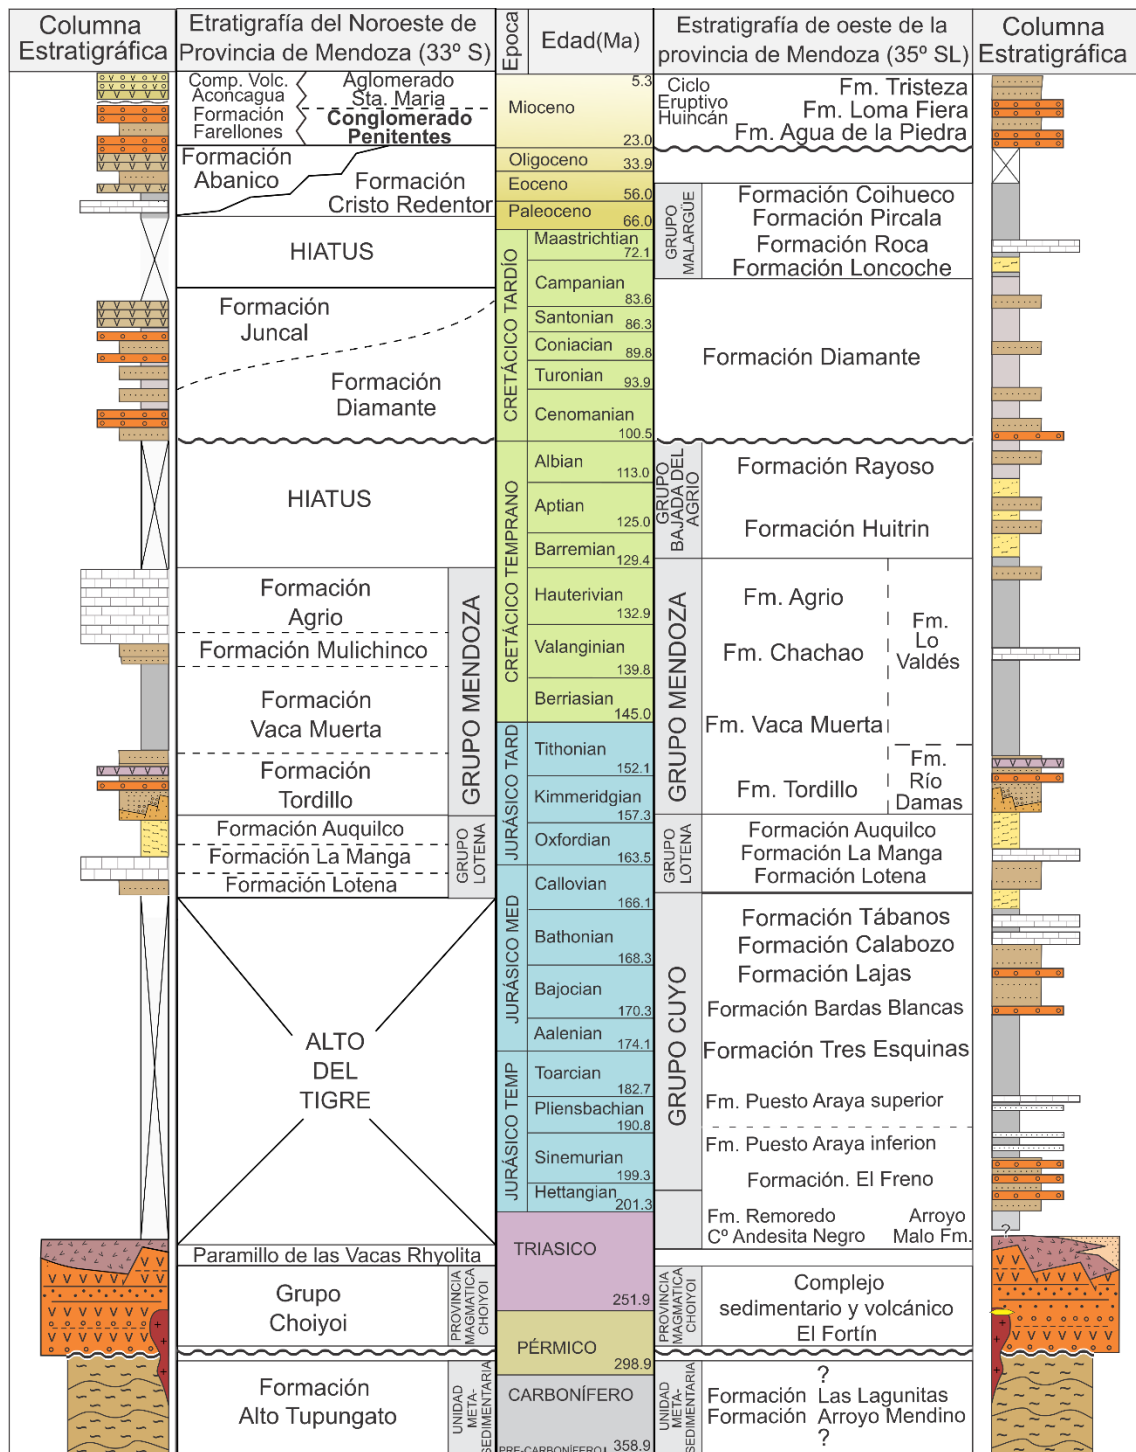 Columna
Estratigráfica
Etratigrafía del Noroeste de
Provincia de Mendoza (33º S)
Epoca
Edad(Ma)
Estratigrafía de oeste de la
provincia de Mendoza (35º SL)
Columna
Estratigráfica
Comp. Volc.
Aconcagua
Formación
Farellones
Aglomerado
Sta. Maria
Conglomerado
Penitentes
Formación
Abanico
Formación
Cristo Redentor
HIATUS
Formación
Juncal
Formación
Diamante
HIATUS
Formación
Agrio
Formación Mulichinco
Formación
Vaca Muerta
Formación
Tordillo
GRUPO MENDOZA
Formación Auquilco
Formación La Manga
Formación Lotena
GRUPO
LOTENA
ALTO
DEL
TIGRE
Paramillo de las Vacas Rhyolita
Grupo
Choiyoi
PROVINCIA
MAGMATICA
CHOIYOI
Formación
Alto Tupungato
UNIDAD
META-
SEDIMENTARIA
5.3
Mioceno
23.0
Oligoceno
33.9
Eoceno
56.0
Paleoceno
66.0
CRETÁCICO TARDÍO
Maastrichtian
72.1
Campanian
83.6
Santonian
86.3
Coniacian
89.8
Turonian
93.9
Cenomanian
100.5
CRETÁCICO TEMPRANO
Albian
113.0
Aptian
125.0
Barremian
129.4
Hauterivian
132.9
Valanginian
139.8
Berriasian
145.0
JURÁSICO TARD
Tithonian
152.1
Kimmeridgian
157.3
Oxfordian
163.5
JURÁSICO MED
Callovian
166.1
Bathonian
168.3
Bajocian
170.3
Aalenian
174.1
JURÁSICO TEMP
Toarcian
182.7
Pliensbachian
190.8
Sinemurian
199.3
Hettangian
201.3
TRIASICO
251.9
PÉRMICO
298.9
CARBONÍFERO
PRE-CARBONÍFERO 358.9
Ciclo
Eruptivo
Huincán
Fm. Tristeza
Fm. Loma Fiera
Fm. Agua de la Piedra
GRUPO
MALARGÜE
Formación Coihueco
Formación Pircala
Formación Roca
Formación Loncoche
Formación Diamante
GRUPO
BAJADA DEL
AGRIO
Formación Rayoso
Formación Huitrin
GRUPO MENDOZA
Fm. Agrio
Fm. Chachao
Fm. Vaca Muerta
Fm. Tordillo
Fm.
Lo
Valdés
Fm.
Río
Damas
GRUPO
LOTENA
Formación Auquilco
Formación La Manga
Formación Lotena
GRUPO CUYO
Formación Tábanos
Formación Calabozo
Formación Lajas
Formación Bardas Blancas
Formación Tres Esquinas
Fm. Puesto Araya superior
Fm. Puesto Araya inferion
Formación. El Freno
Fm. Remoredo Arroyo
Cº Andesita Negro Malo Fm.
PROVINCIA
MAGMATICA
CHOIYOI
Complejo
sedimentario y volcánico
El Fortín
UNIDAD
META-
SEDIMENTARIA
?
Formación Las Lagunitas
Formación Arroyo Mendino
?
?